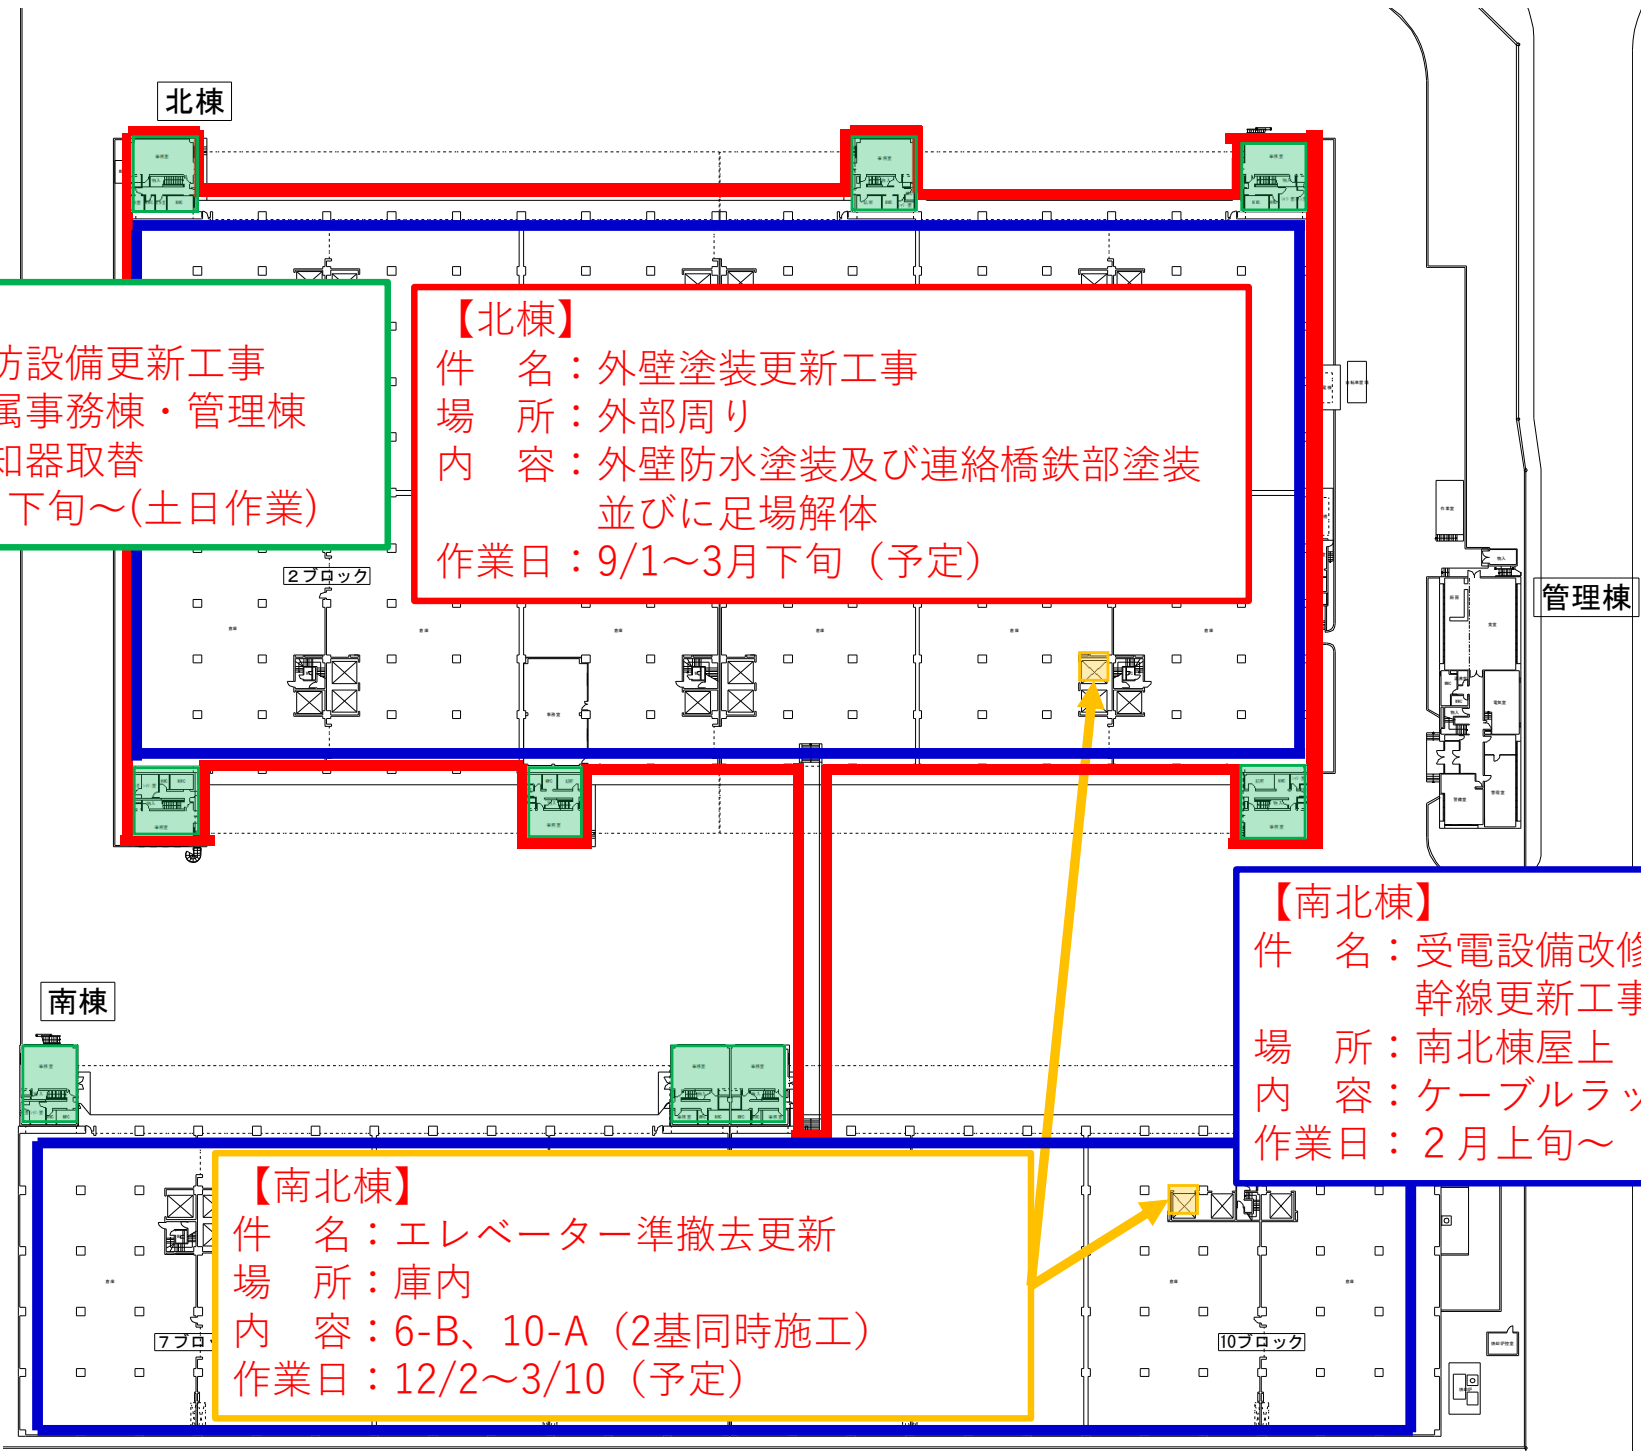 北棟
防設備更新工事
属事務棟・管理棟
知器取替
下旬～(土日作業)
【北棟】
件　名：外壁塗装更新工事
場　所：外部周り
内　容：外壁防水塗装及び連絡橋鉄部塗装
並びに足場解体
作業日：9/1～3月下旬（予定）
2ブロック
管理棟
南棟
【南北棟】
件　名：受電設備改修
幹線更新工事
場　所：南北棟屋上
内　容：ケーブルラッ
作業日：２月上旬～
【南北棟】
件　名：エレベーター準撤去更新
場　所：庫内
内　容：6-B、10-A（2基同時施工）
作業日：12/2～3/10（予定）
7ブロ
10ブロック